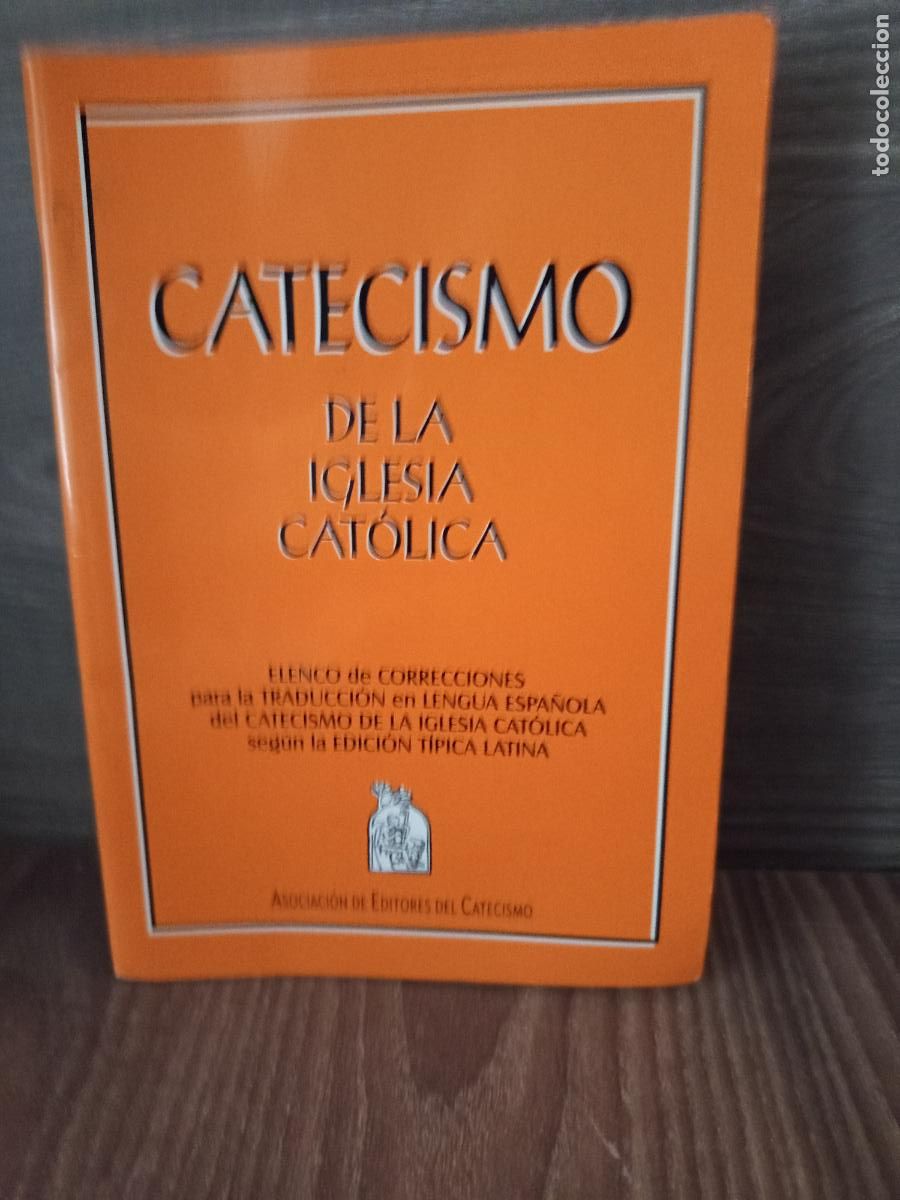 CATECISMO
DE LA
IGLESIA
CATÓLICA
ELENCO de CORRECCIONES
para la TRADUCCIÓN en LENGUA ESPAÑOLA
del CATECISMO DE LA IGLESIA CATÓLICA
según la EDICIÓN TÍPICA LATINA
ASOCIACIÓN DE EDITORES DEL CATECISMO
todocoleccion